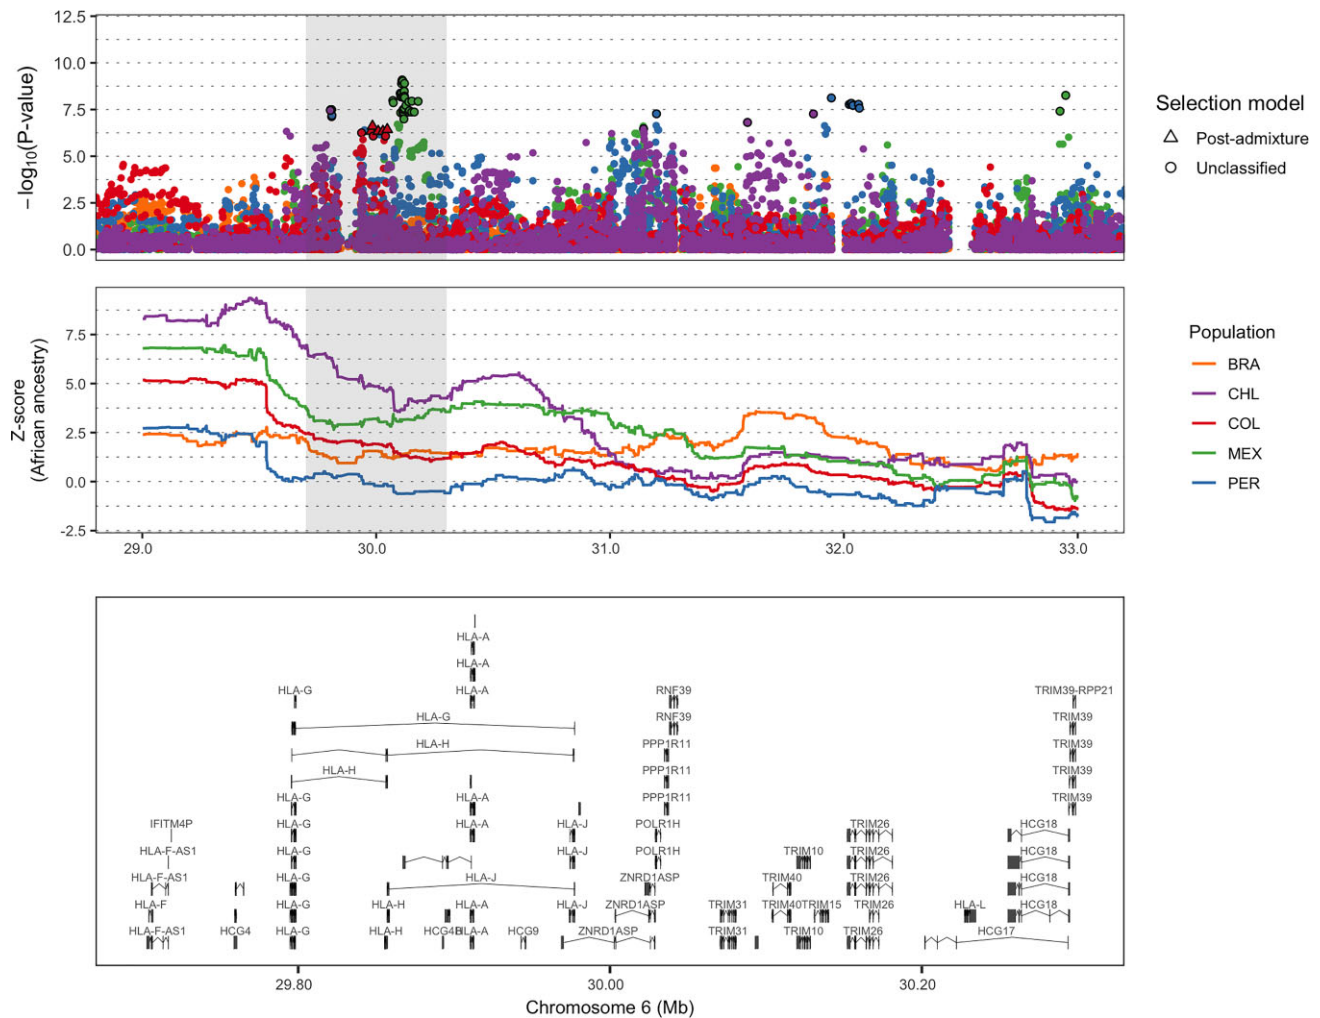 12.5
10.0
7.5
5.0
2.5
0.0
−log10(P-value)
Selection model
Post-admixture
Unclassified
7.5
5.0
2.5
0.0
-2.5
Z-score
(African ancestry)
29.0 30.0 31.0 32.0 33.0
Population
BRA
CHL
COL
MEX
PER
HLA-A
HLA-A
HLA-G HLA-A RNF39 TRIM39-RPP21
HLA-G RNF39 TRIM39
HLA-H PPP1R11 TRIM39
HLA-H PPP1R11 TRIM39
HLA-G HLA-A PPP1R11 TRIM39
IFITM4P HLA-G HLA-A HLA-J POLR1H TRIM26 HCG18
HLA-F-AS1 HLA-G HLA-J POLR1H TRIM10 TRIM26 HCG18
HLA-F-AS1 HLA-G HLA-J ZNRD1ASP TRIM40 TRIM26 HCG18
HLA-F HLA-G HLA-H HLA-A HLA-J ZNRD1ASP TRIM31 TRIM40 TRIM15 TRIM26 HLA-L HCG18
HLA-F-AS1 HCG4 HLA-G HLA-H HCG4B HLA-A HCG9 ZNRD1ASP TRIM31 TRIM10 TRIM26 HCG17
29.80 30.00 30.20
Chromosome 6 (Mb)